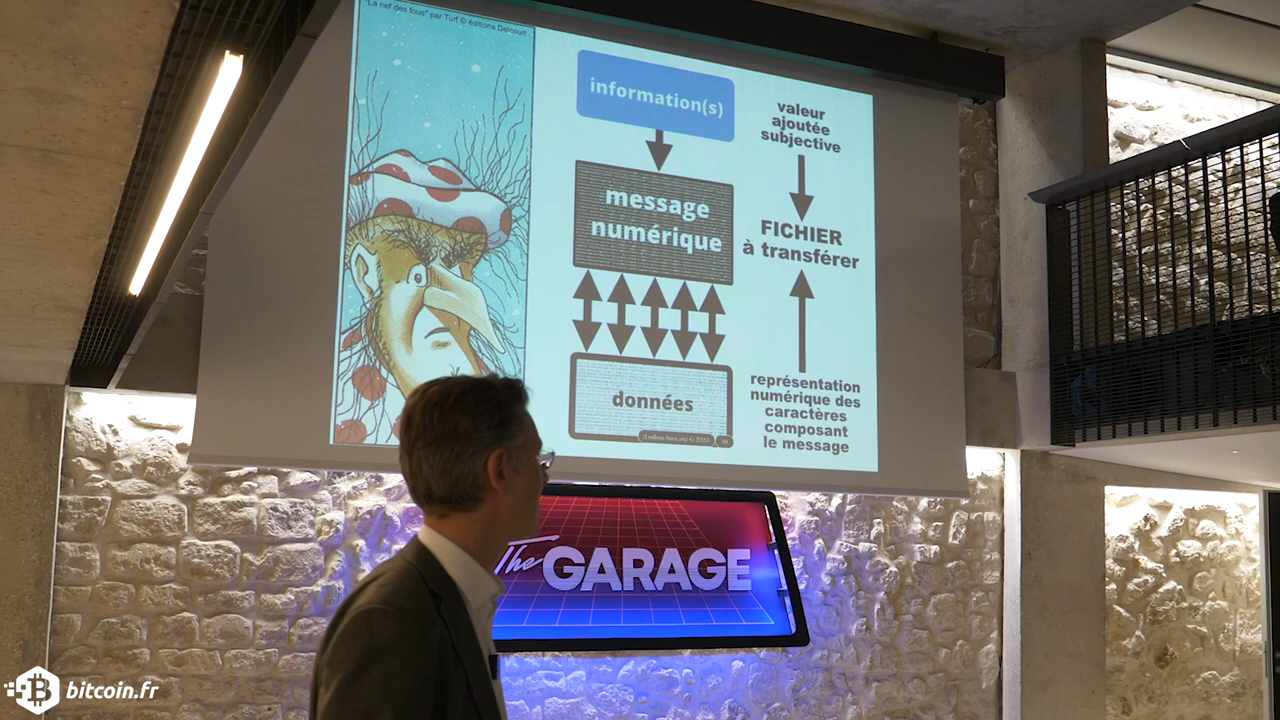 "La nef des fous" par Turf © éditions Delcourt
information(s)
valeur
ajoutée
subjective
message
numérique
FICHIER
à transférer
données
représentation
numérique des
caractères
composant
le message
The GARAGE
bitcoin.fr